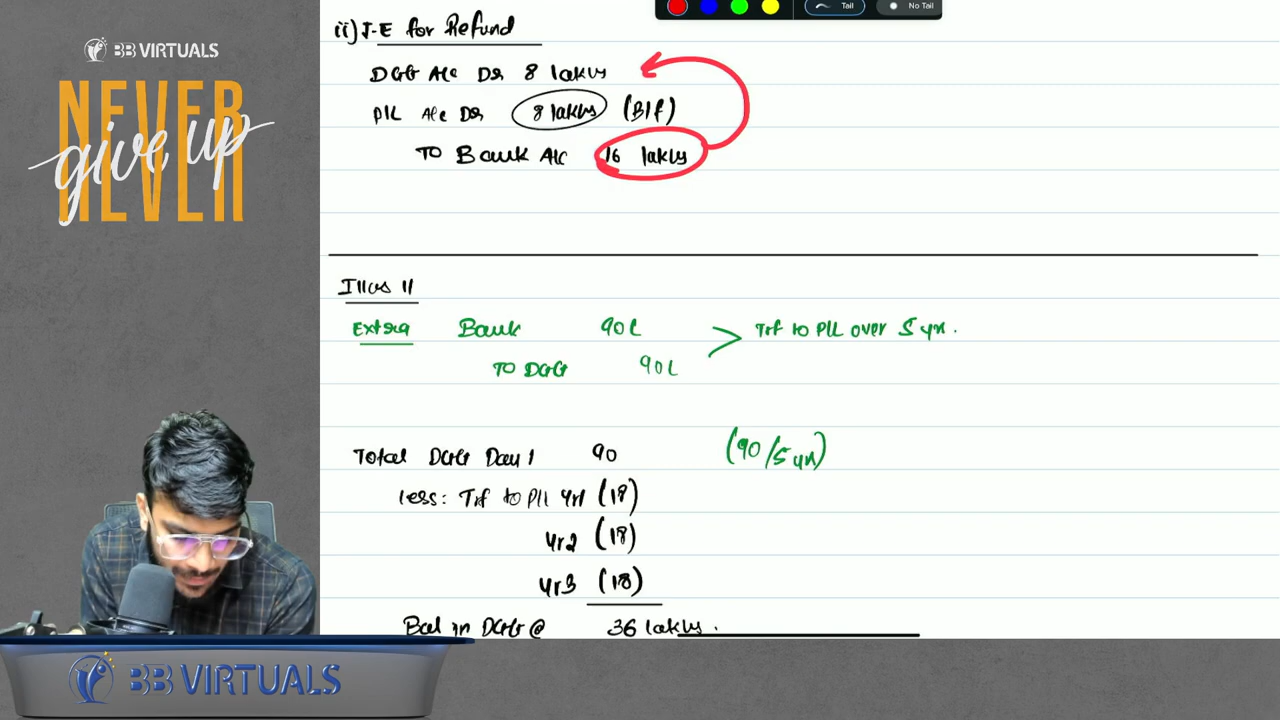 Tail
No Tail
BB VIRTUALS
NEVER
give up
NEVER
ii) J.E for Refund
DGG A/c Dr 8 lakhs
P/L A/c Dr 8 lakhs (B/f)
TO Bank A/c 16 lakhs
Illus 11
Extra Bank 90L
TO DGG 90L
Trf to P/L over 5 yrs.
Total DGG Day 1 90 (90/5 yrs)
less: Trf to P/L yr1 (18)
yr2 (18)
yr3 (18)
Bal in DGG @ 36 lakhs.
BB VIRTUALS